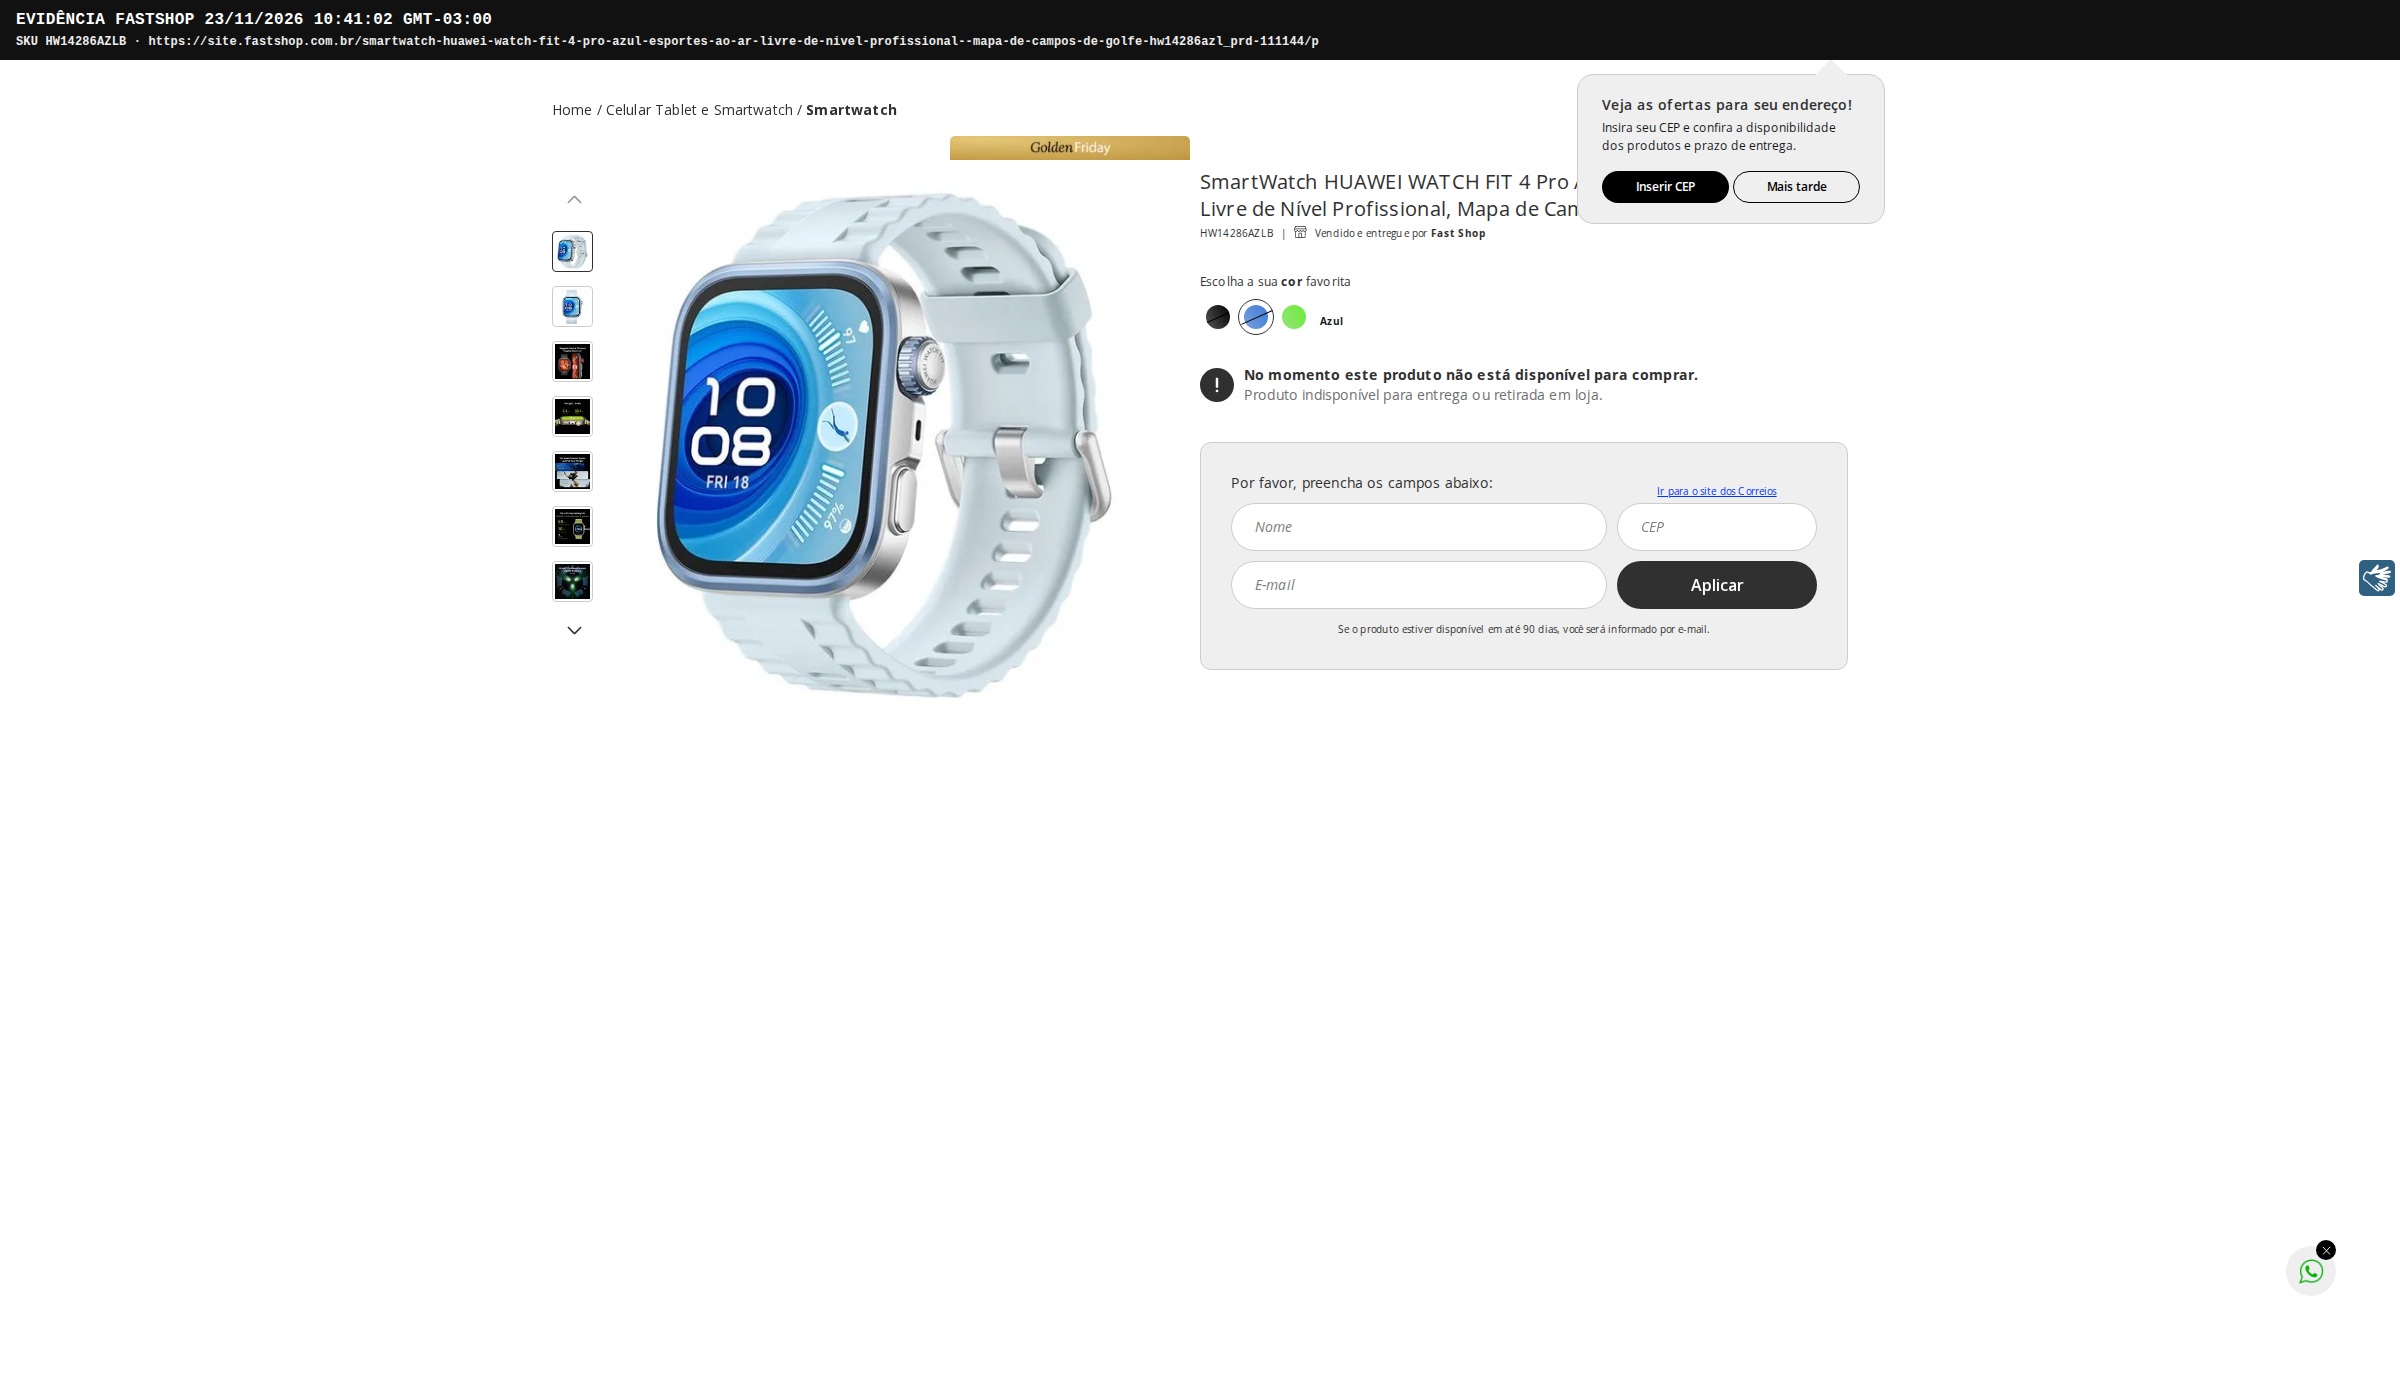 EVIDÊNCIA FASTSHOP 23/11/2026 10:41:02 GMT-03:00
SKU HW14286AZLB · https://site.fastshop.com.br/smartwatch-huawei-watch-fit-4-pro-azul-esportes-ao-ar-livre-de-nivel-profissional--mapa-de-campos-de-golfe-hw14286azl_prd-111144/p
Home / Celular Tablet e Smartwatch / Smartwatch
Veja as ofertas para seu endereço!
Insira seu CEP e confira a disponibilidade
dos produtos e prazo de entrega.
Inserir CEP
Mais tarde
Golden Friday
SmartWatch HUAWEI WATCH FIT 4 Pro
Livre de Nível Profissional, Mapa de Cam
HW14286AZLB | Vendido e entregue por Fast Shop
Escolha a sua cor favorita
Azul
No momento este produto não está disponível para comprar.
Produto indisponível para entrega ou retirada em loja.
Por favor, preencha os campos abaixo:
Ir para o site dos Correios
Nome
CEP
E-mail
Aplicar
Se o produto estiver disponível em até 90 dias, você será informado por e-mail.
10
08
FRI 18
97
97%